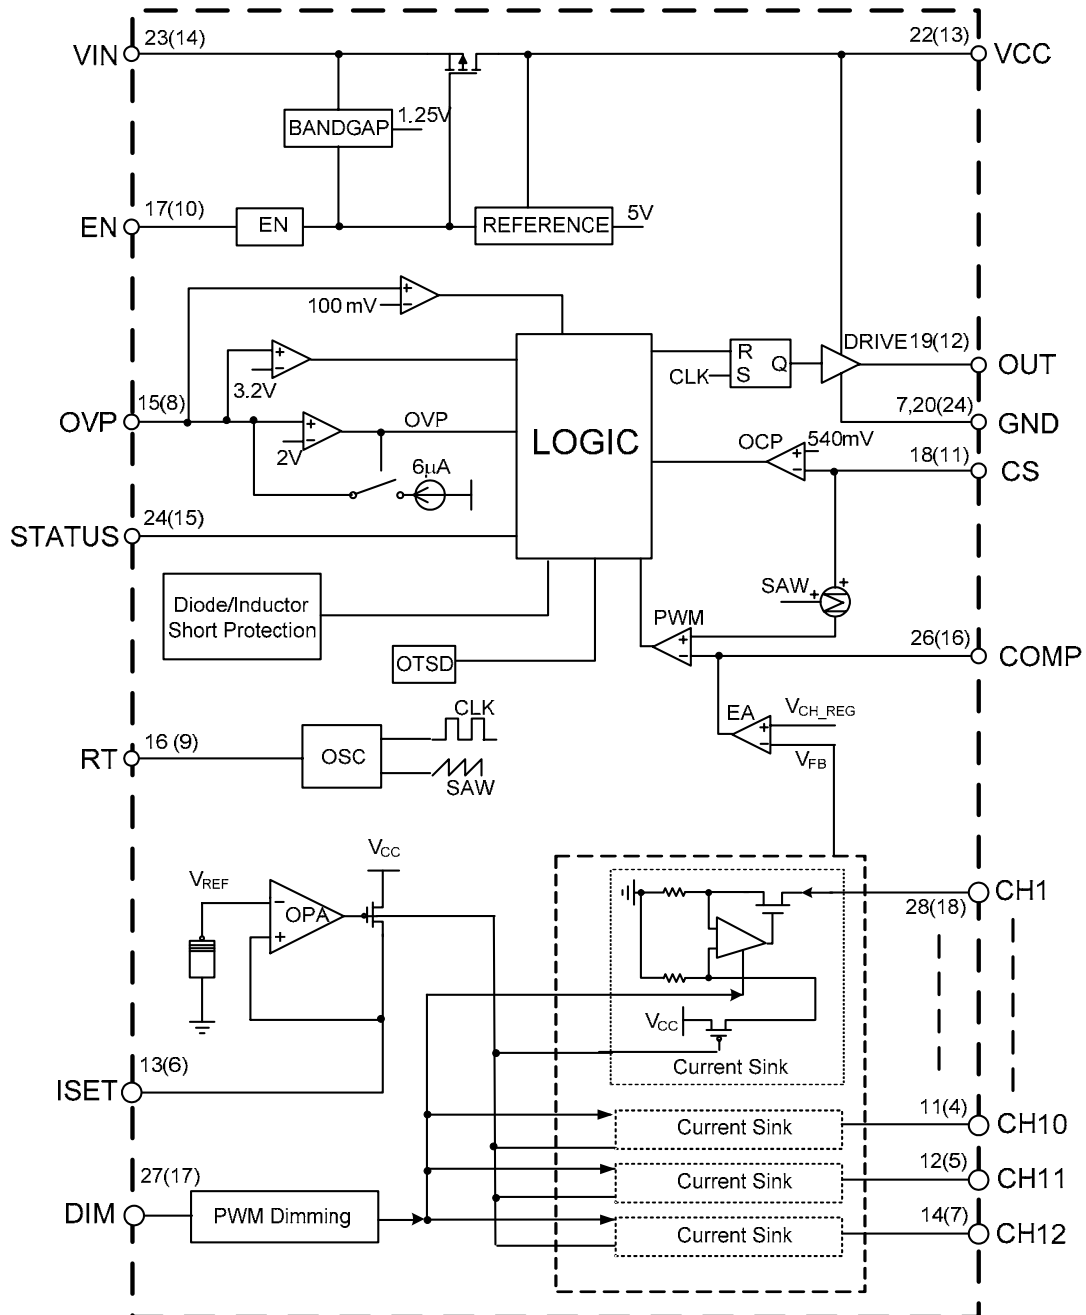 VIN
23(14)
22(13)
VCC
BANDGAP
1.25V
EN
17(10)
EN
REFERENCE
5V
100 mV
+
−
3.2V
+
−
OVP
15(8)
2V
+
−
OVP
6μA
LOGIC
R
S
Q
CLK
DRIVE
19(12)
OUT
7,20(24)
GND
OCP
540mV
+
−
18(11)
CS
STATUS
24(15)
Diode/Inductor
Short Protection
OTSD
SAW
+
+
PWM
+
−
26(16)
COMP
EA
+
−
VCH_REG
VFB
RT
16 (9)
OSC
CLK
SAW
VCC
VREF
−
+
OPA
CH1
28(18)
VCC
Current Sink
ISET
13(6)
Current Sink
11(4)
CH10
Current Sink
12(5)
CH11
DIM
27(17)
PWM Dimming
Current Sink
14(7)
CH12